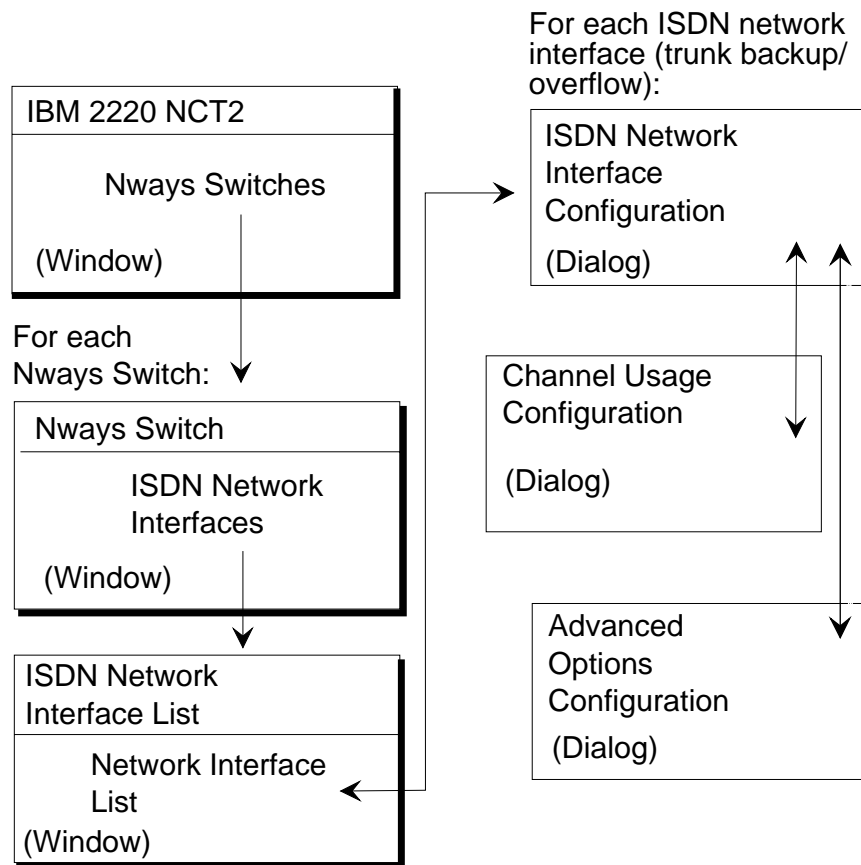 IBM 2220 NCT2
Nways Switches
(Window)
For each
Nways Switch:
Nways Switch
ISDN Network
Interfaces
(Window)
ISDN Network
Interface List
Network Interface
List
(Window)
For each ISDN network
interface (trunk backup/
overflow):
ISDN Network
Interface
Configuration
(Dialog)
Channel Usage
Configuration
(Dialog)
Advanced
Options
Configuration
(Dialog)